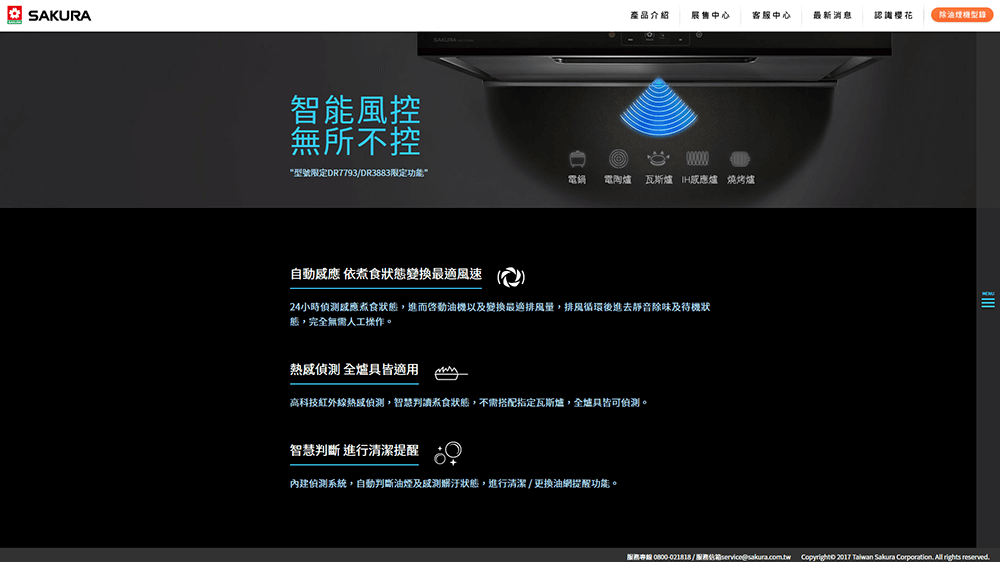 SAKURA
產品介紹
展售中心
客服中心
最新消息
認識櫻花
除油煙機型錄
SAKURA
智能風控
無所不控
"型號限定DR7793/DR3883限定功能"
電鍋
電陶爐
瓦斯爐
IH感應爐
燒烤爐
自動感應 依煮食狀態變換最適風速
24小時偵測感應煮食狀態，進而啓動油機以及變換最適排風量，排風循環後進去靜音除味及待機狀
態，完全無需人工操作。
MENU
熱感偵測 全爐具皆適用
高科技紅外線熱感偵測，智慧判讀煮食狀態，不需搭配指定瓦斯爐，全爐具皆可偵測。
智慧判斷 進行清潔提醒
內建偵測系統，自動判斷油煙及感測髒汙狀態，進行清潔 / 更換油網提醒功能。
服務專線 0800-021818 / 服務信箱service@sakura.com.tw
Copyright© 2017 Taiwan Sakura Corporation. All rights reserved.